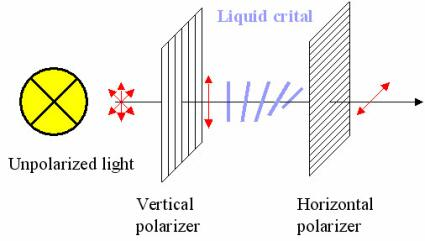 Liquid crital
Unpolarized light
Vertical
polarizer
Horizontal
polarizer